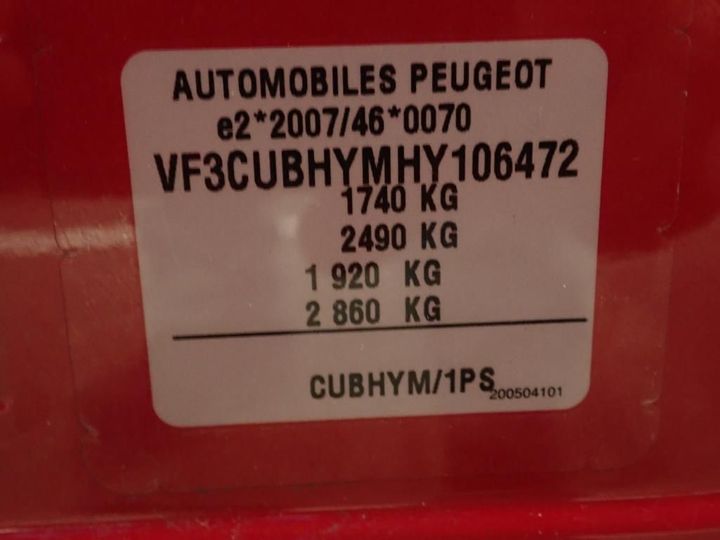 AUTOMOBILES PEUGEOT
e2*2007/46*0070
VF3CUBHYMHY106472
1740 KG
2490 KG
1 920 KG
2 860 KG
CUBHYM/1PS
200504101